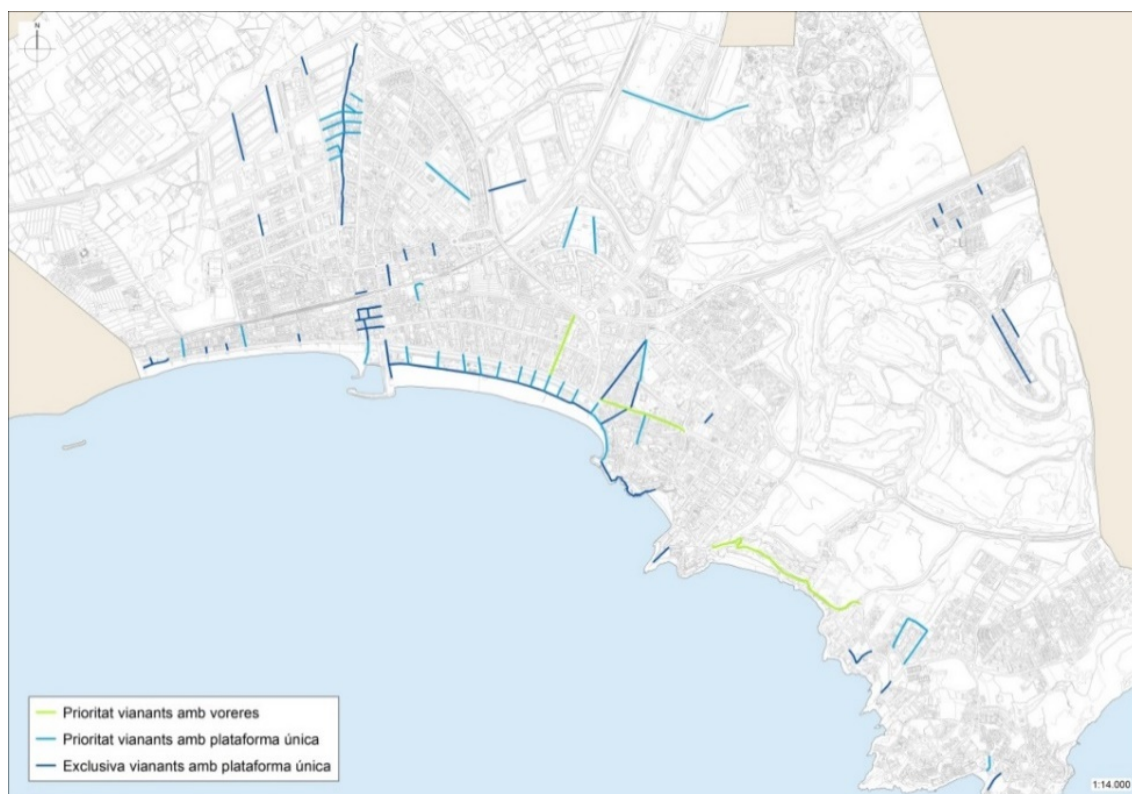 N
Prioritat vianants amb voreres
Prioritat vianants amb plataforma única
Exclusiva vianants amb plataforma única
1:14.000